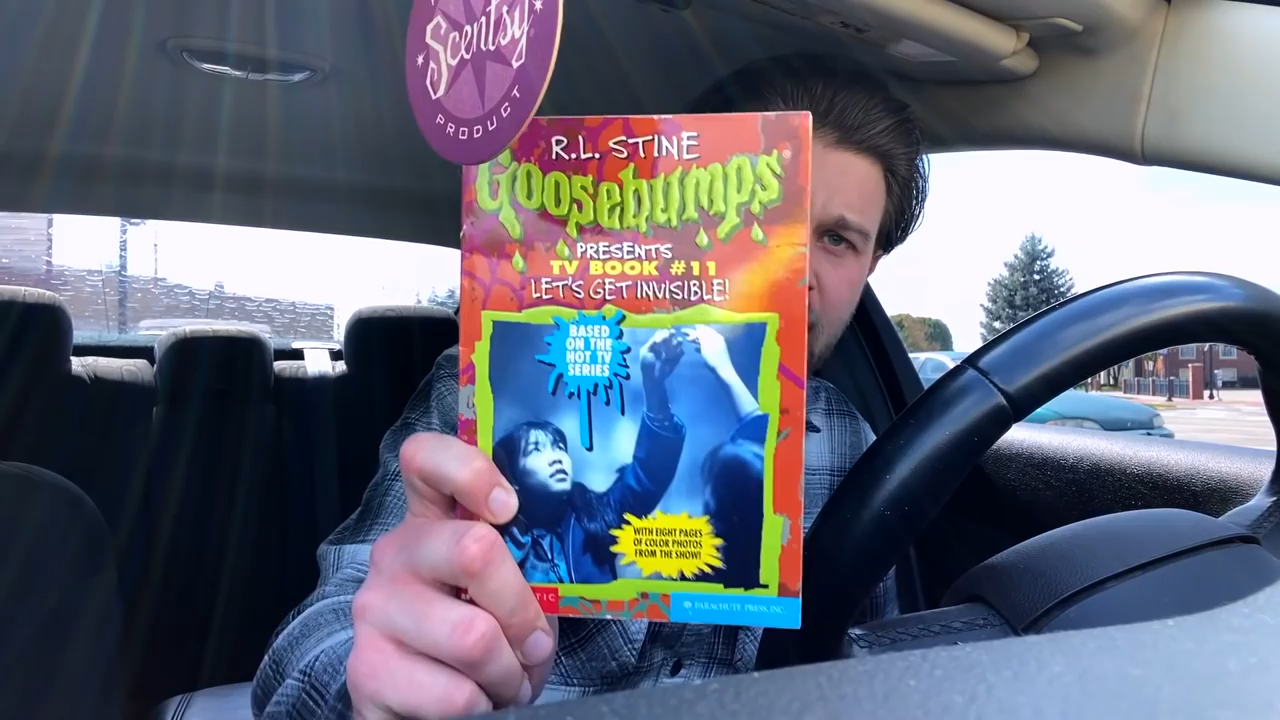 Scentsy
PRODUCT
R.L. STINE
Goosebumps
PRESENTS
TV BOOK #11
LET'S GET INVISIBLE!
BASED
ON THE
HOT TV
SERIES
WITH EIGHT PAGES
OF COLOR PHOTOS
FROM THE SHOW!
PARACHUTE PRESS, INC.